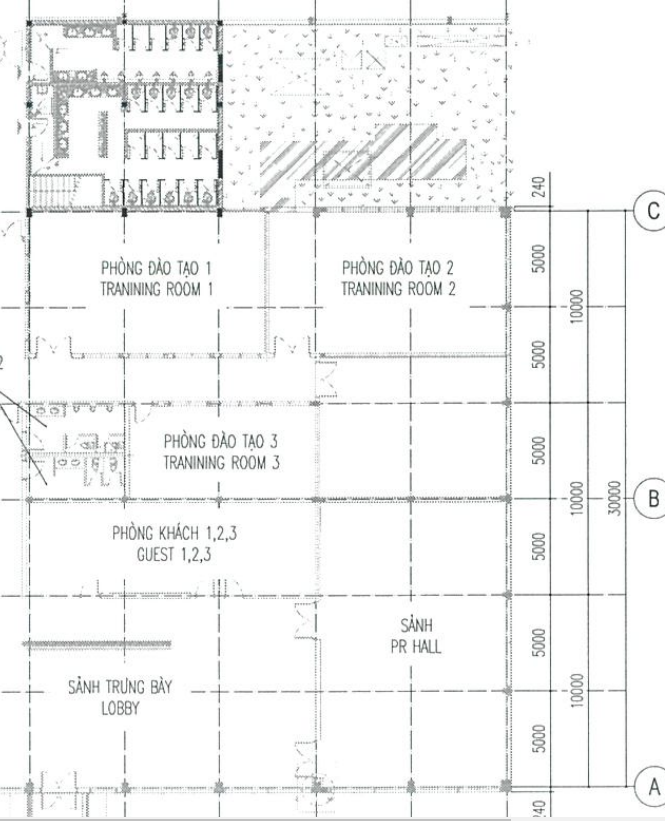 240
C
PHÒNG ĐÀO TẠO 1
TRANINING ROOM 1
PHÒNG ĐÀO TẠO 2
TRANINING ROOM 2
5000
10000
5000
2
PHÒNG ĐÀO TẠO 3
TRANINING ROOM 3
5000
10000
30000
B
PHÒNG KHÁCH 1,2,3
GUEST 1,2,3
5000
SẢNH
PR HALL
5000
SẢNH TRƯNG BÀY
LOBBY
10000
5000
A
240